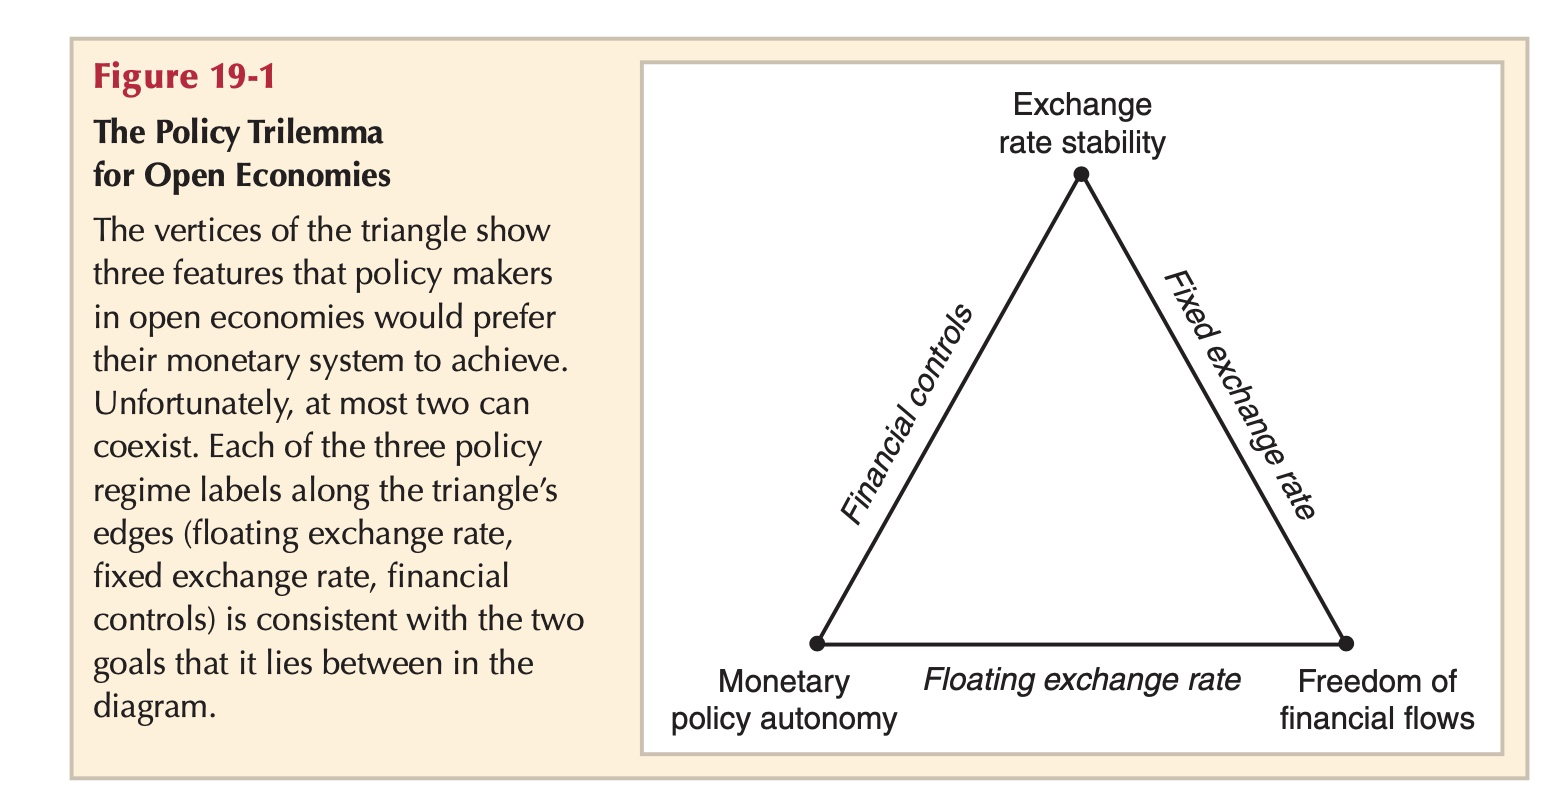 Figure 19-1
The Policy Trilemma
for Open Economies
The vertices of the triangle show
three features that policy makers
in open economies would prefer
their monetary system to achieve.
Unfortunately, at most two can
coexist. Each of the three policy
regime labels along the triangle’s
edges (floating exchange rate,
fixed exchange rate, financial
controls) is consistent with the two
goals that it lies between in the
diagram.
Exchange
rate stability
Financial controls
Fixed exchange rate
Monetary
policy autonomy
Floating exchange rate
Freedom of
financial flows